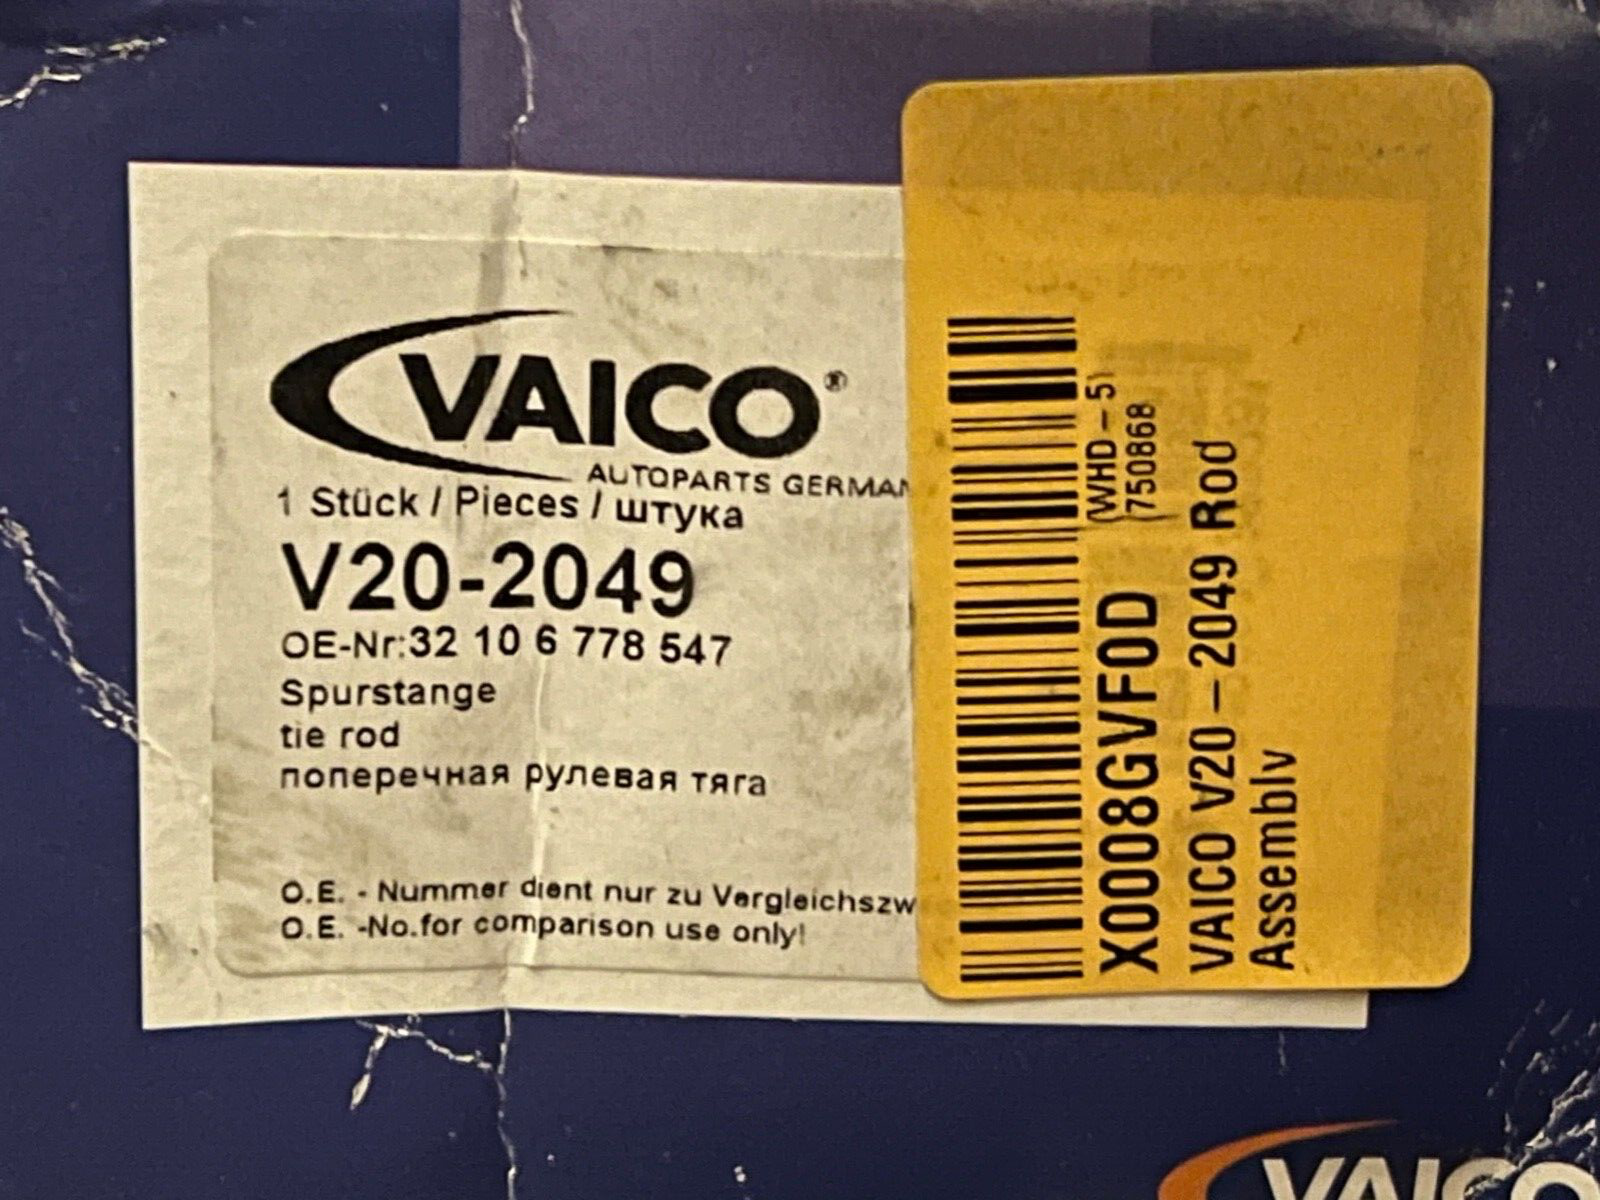 VAICO®
AUTOPARTS GERMAN
1 Stück / Pieces / штука
V20-2049
OE-Nr:32 10 6 778 547
Spurstange
tie rod
поперечная рулевая тяга
O.E. - Nummer dient nur zu Vergleichszw
O.E. -No.for comparison use only!
(WHD-5)
(750868
X0008GVF0D
VAICO V20-2049 Rod
Assembly
VAICO